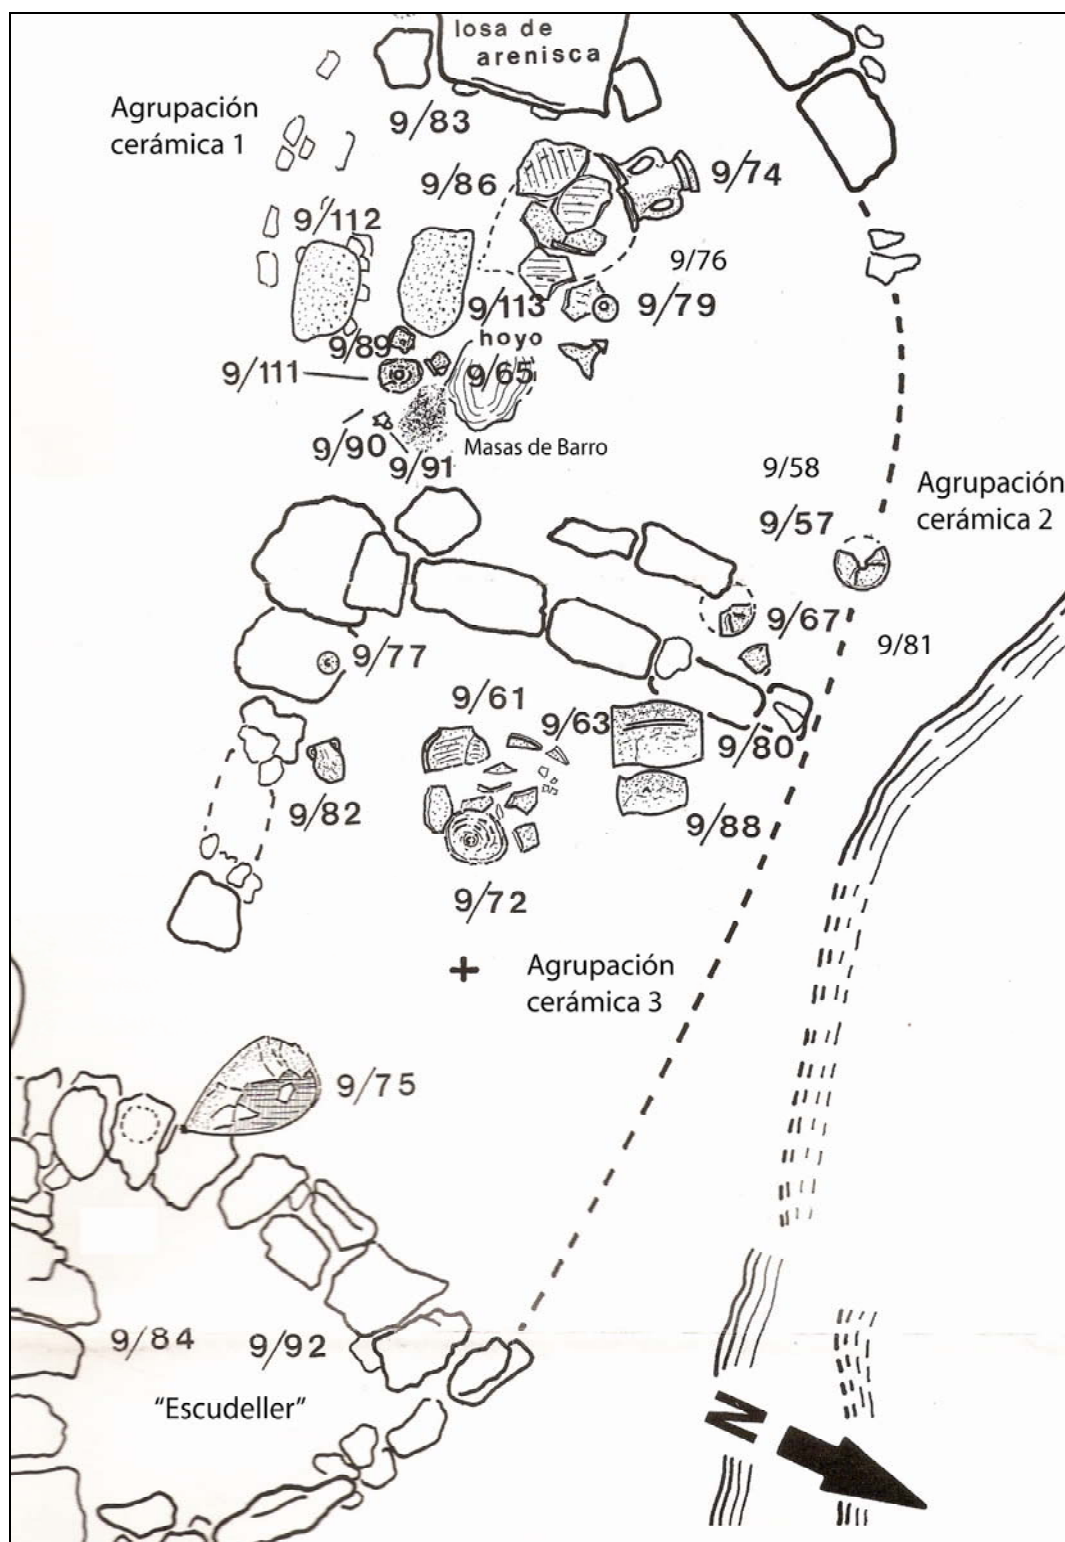 losa de
arenisca
Agrupación
cerámica 1
9/83
9/86
9/74
9/112
9/76
9/113
9/79
hoyo
9/89
9/65
9/111
9/90
9/91
Masas de Barro
9/58
Agrupación
cerámica 2
9/57
9/67
9/81
9/77
9/61
9/63
9/80
9/82
9/88
9/72
Agrupación
cerámica 3
9/75
9/84
9/92
"Escudeller"
N